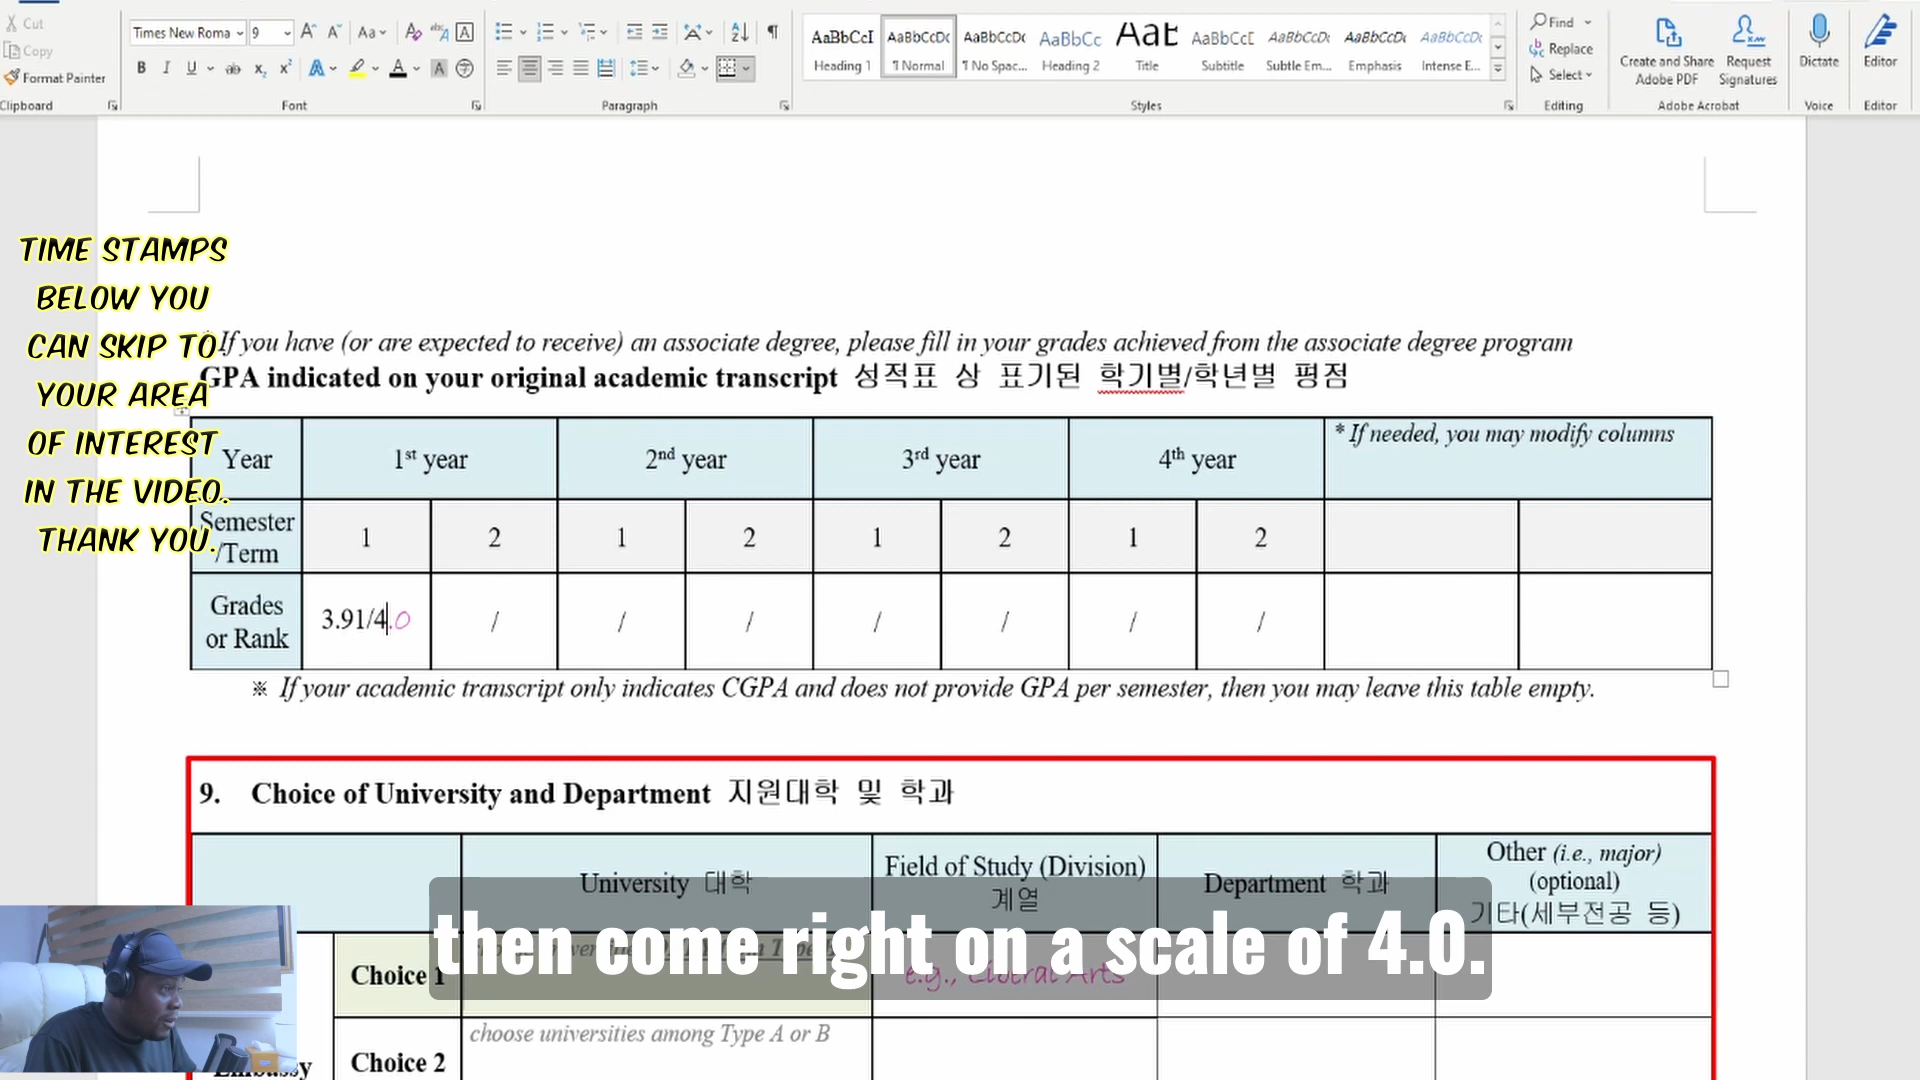 Cut
Copy
Format Painter
Clipboard
Times New Roma
9
Aa
B I U ab x₂ x² A A A
Font
Paragraph
AaBbCcI AaBbCcDc AaBbCcDc AaBbCc AaB AaBbCcD AaBbCcDc AaBbCcDc AaBbCcDc
Heading 1 ¶ Normal ¶ No Spac... Heading 2 Title Subtitle Subtle Em... Emphasis Intense E...
Styles
Find
Replace
Select
Editing
Create and Share
Adobe PDF
Request
Signatures
Adobe Acrobat
Dictate
Voice
Editor
Editor
TIME STAMPS
BELOW YOU
CAN SKIP TO
YOUR AREA
OF INTEREST
IN THE VIDEO.
THANK YOU.
* If you have (or are expected to receive) an associate degree, please fill in your grades achieved from the associate degree program
GPA indicated on your original academic transcript 성적표 상 표기된 학기별/학년별 평점
Year 1st year 2nd year 3rd year 4th year * If needed, you may modify columns
Semester
/Term 1 2 1 2 1 2 1 2
Grades
or Rank 3.91/4.0 / / / / / / /
※ If your academic transcript only indicates CGPA and does not provide GPA per semester, then you may leave this table empty.
9. Choice of University and Department 지원대학 및 학과
University 대학
Field of Study (Division)
계열
Department 학과
Other (i.e., major)
(optional)
기타(세부전공 등)
Choice 1
e.g., Liberal Arts
then come right on a scale of 4.0.
Choice 2
choose universities among Type A or B